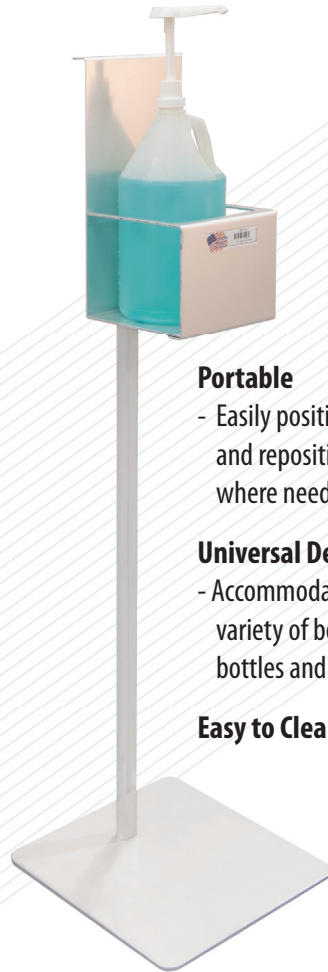 Portable
- Easily positi
and repositi
where need
Universal De
- Accommoda
variety of bo
bottles and
Easy to Clea